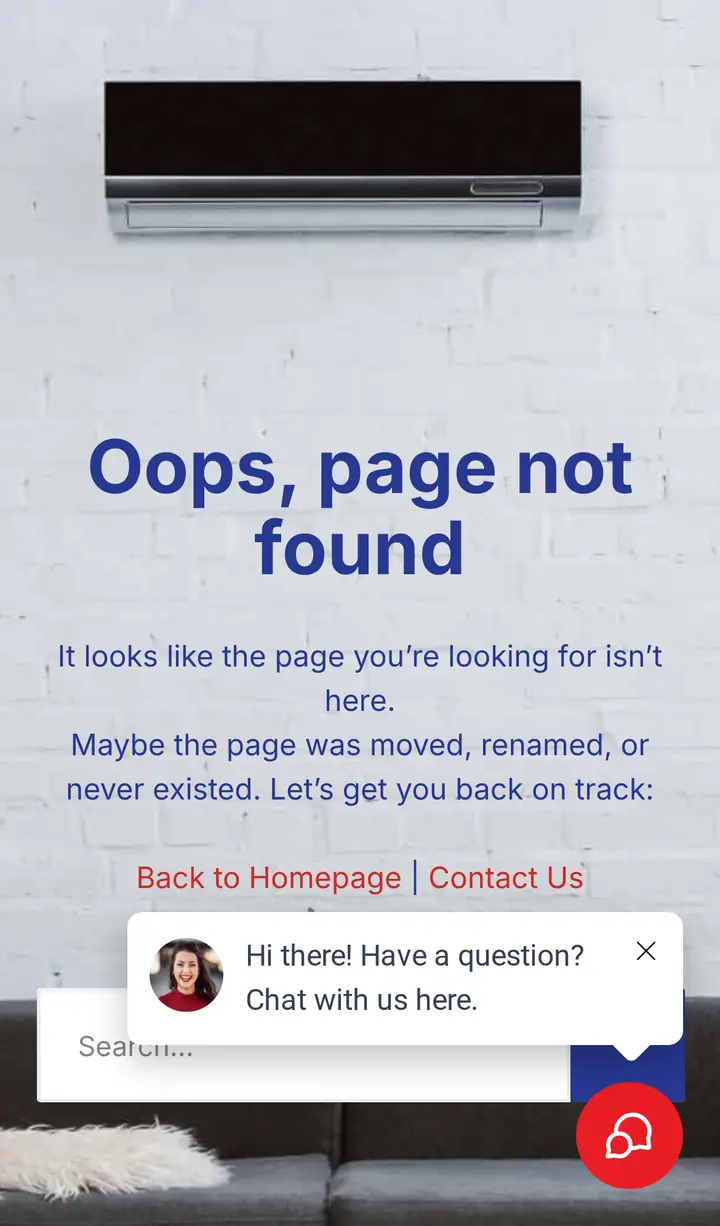 Oops, page not
found
It looks like the page you’re looking for isn’t
here.
Maybe the page was moved, renamed, or
never existed. Let’s get you back on track:
Back to Homepage | Contact Us
Hi there! Have a question?
Chat with us here.
Search...